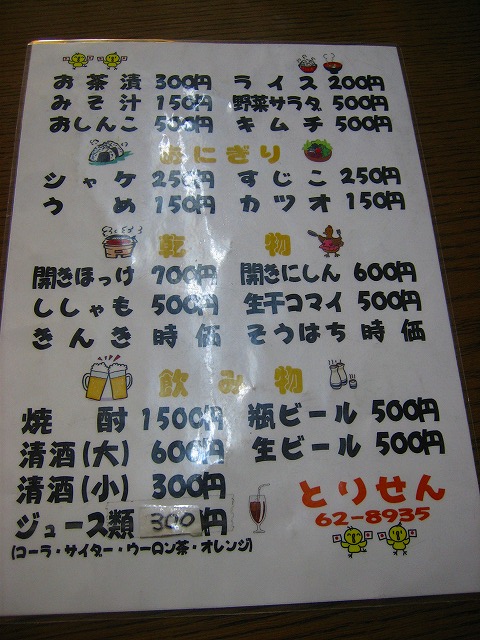 お茶漬 300円 ライス 200円
みそ汁 150円 野菜サラダ 500円
おしんこ 500円 キムチ 500円
おにぎり
シャケ 250円 すじこ 250円
うめ 150円 カツオ 150円
乾物
開きほっけ 700円 開きにしん 600円
ししゃも 500円 生干コマイ 500円
きんき 時価 そうはち 時価
飲み物
焼酎 1500円 瓶ビール 500円
清酒(大) 600円 生ビール 500円
清酒(小) 300円
ジュース類 300円
(コーラ・サイダー・ウーロン茶・オレンジ)
とりせん
62-8935